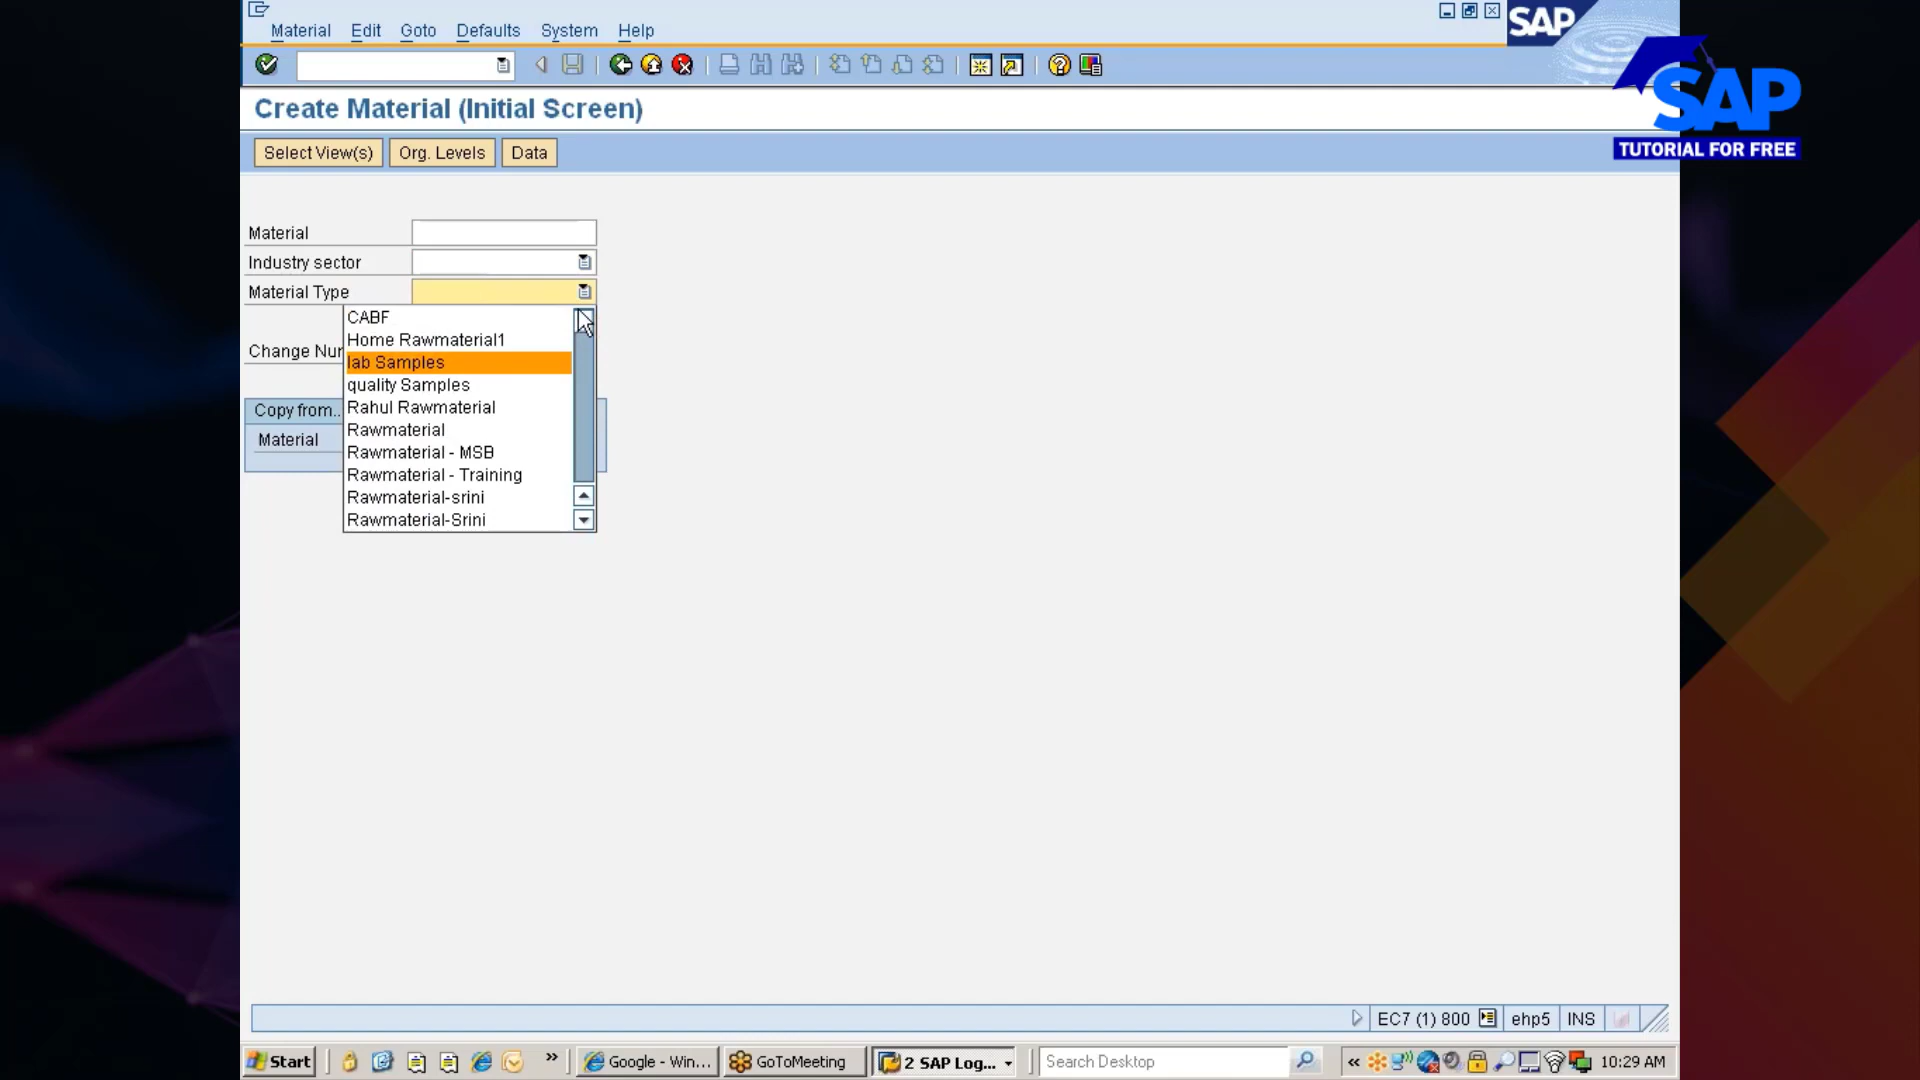 Material Edit Goto Defaults System Help
SAP
SAP
TUTORIAL FOR FREE
Create Material (Initial Screen)
Select View(s) Org. Levels Data
Material
Industry sector
Material Type
CABF
Home Rawmaterial1
Change Nur
lab Samples
quality Samples
Copy from..
Rahul Rawmaterial
Rawmaterial
Material
Rawmaterial - MSB
Rawmaterial - Training
Rawmaterial-srini
Rawmaterial-Srini
EC7 (1) 800 ehp5 INS
Start » Google - Win... GoToMeeting 2 SAP Log... Search Desktop « 10:29 AM